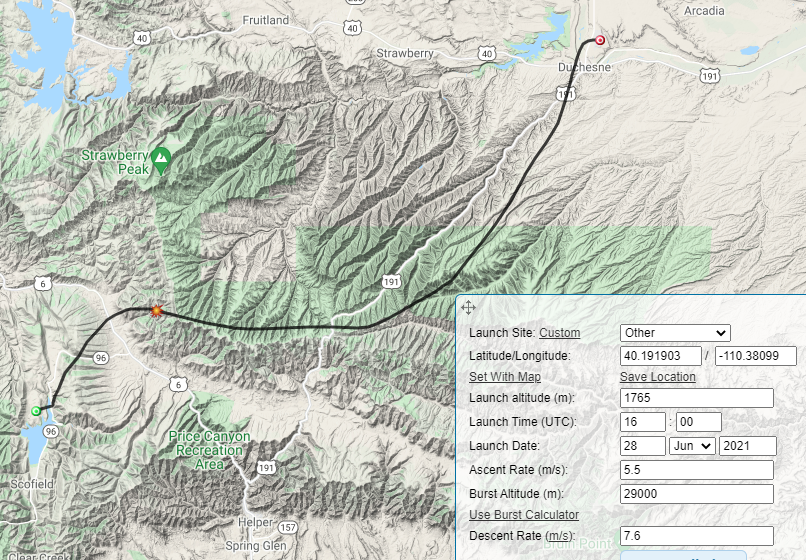 Fruitland
Arcadia
40
40
Strawberry
40
Duchesne
191
191
Strawberry
Peak
191
6
96
6
96
Price Canyon
Recreation
Area
191
Scofield
Helper
157
Spring Glen
Clear Creek
Launch Site: Custom
Other
Latitude/Longitude:
40.191903 / -110.38099
Set With Map
Save Location
Launch altitude (m):
1765
Launch Time (UTC):
16 : 00
Launch Date:
28 Jun 2021
Ascent Rate (m/s):
5.5
Burst Altitude (m):
29000
Use Burst Calculator
Descent Rate (m/s):
7.6